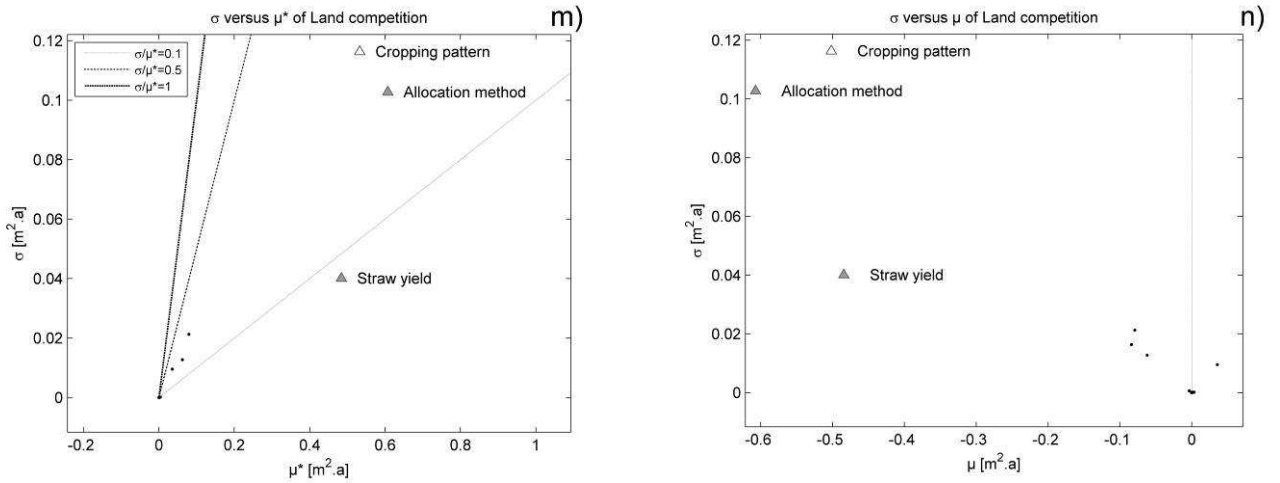 σ versus μ* of Land competition
m)
0.12
0.1
0.08
0.06
0.04
0.02
0
σ [m².a]
σ/μ*=0.1
σ/μ*=0.5
σ/μ*=1
Cropping pattern
Allocation method
Straw yield
-0.2 0 0.2 0.4 0.6 0.8 1
μ* [m².a]
σ versus μ of Land competition
n)
0.12
0.1
0.08
0.06
0.04
0.02
0
σ [m².a]
Cropping pattern
Allocation method
Straw yield
-0.6 -0.5 -0.4 -0.3 -0.2 -0.1 0
μ [m².a]